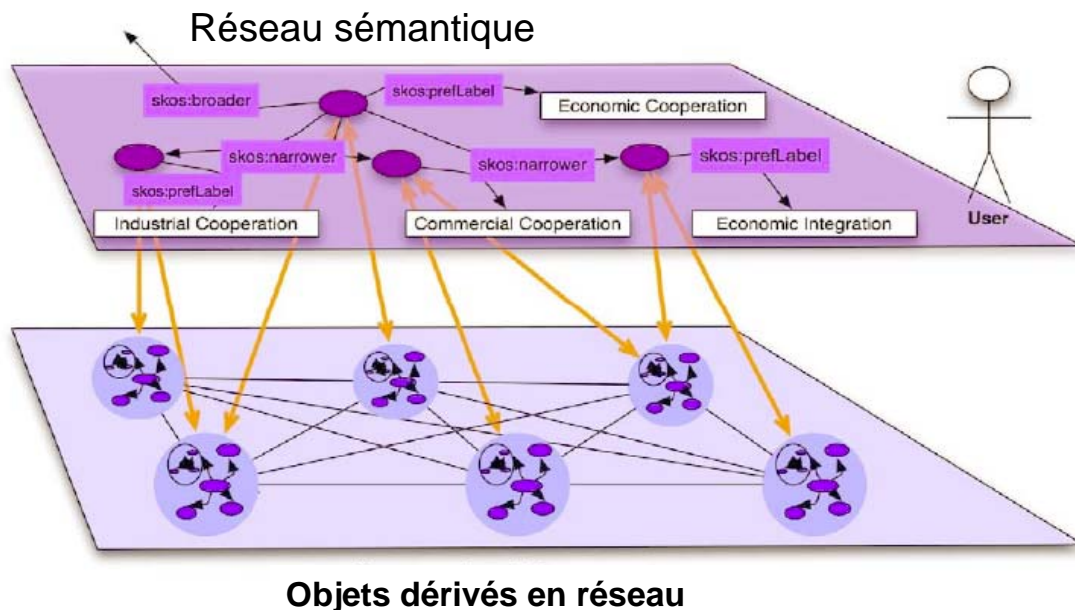 Réseau sémantique
skos:broader
skos:prefLabel
Economic Cooperation
skos:narrower
skos:narrower
skos:prefLabel
skos:prefLabel
Industrial Cooperation
Commercial Cooperation
Economic Integration
User
Objets dérivés en réseau